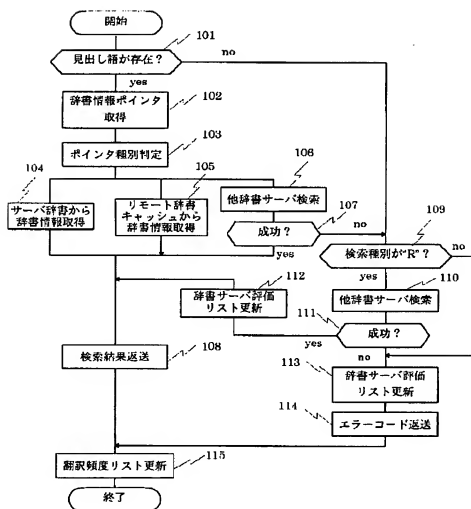 開始
101
見出し語が存在?
no
yes
辞書情報ポインタ
取得
102
103
ポインタ種別判定
104
サーバ辞書から
辞書情報取得
105
リモート辞書
キャッシュから
辞書情報取得
106
他辞書サーバ検索
107
成功?
no
yes
109
検索種別が"R"?
no
yes
110
他辞書サーバ検索
111
成功?
yes
no
112
辞書サーバ評価
リスト更新
検索結果返送
108
113
辞書サーバ評価
リスト更新
114
エラーコード返送
翻訳頻度リスト更新
115
終了